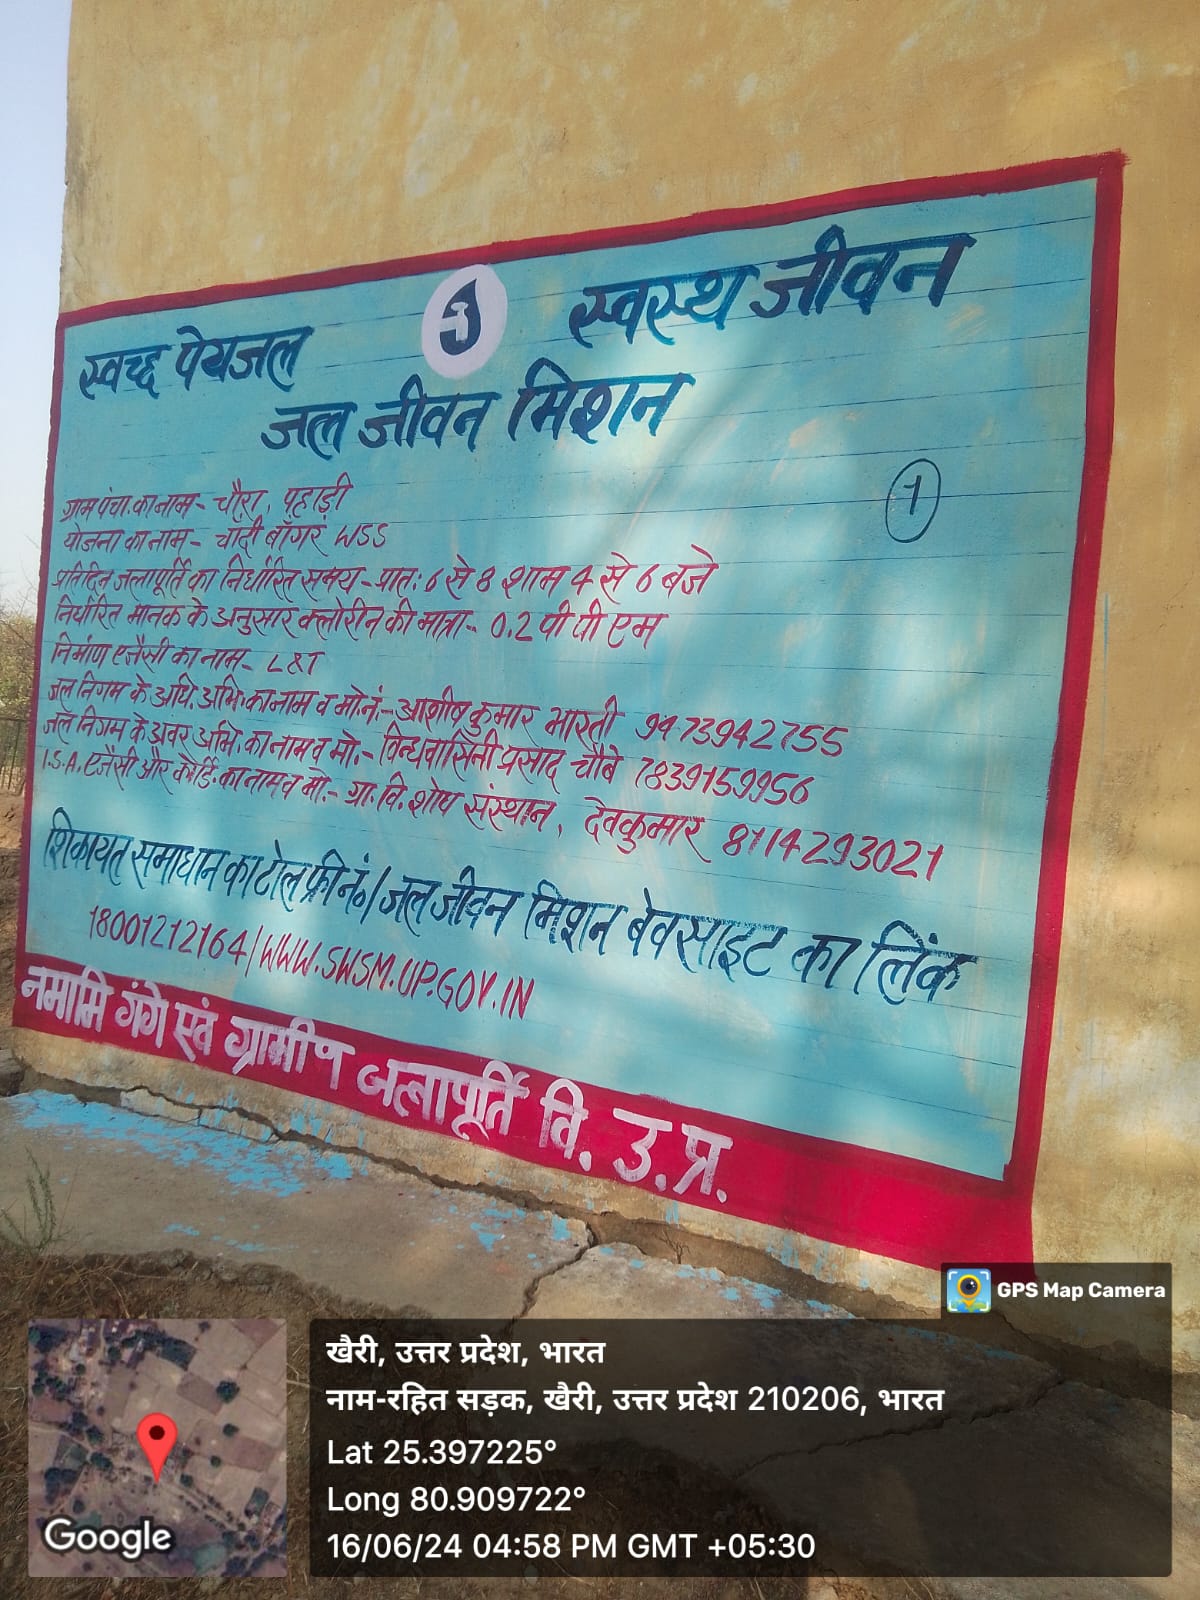 स्वच्छ पेयजल स्वस्थ जीवन
जल जीवन मिशन
1
ग्राम पंचा. का नाम - चौरा, पहाड़ी
योजना का नाम - चांदी बाँगर WSS
प्रतिदिन जलापूर्ति का निर्धारित समय - प्रात: 6 से 8 शाम 4 से 6 बजे
निर्धारित मानक के अनुसार क्लोरीन की मात्रा - 0.2 पी पी एम
निर्माण एजेंसी का नाम - L&T
जल निगम के अधि. अभि. का नाम व मो.नं. - आशीष कुमार भारती 9473942755
जल निगम के अवर अभि. का नाम व मो. - विन्धवासिनी प्रसाद चौबे 7839159956
I.S.A. एजेंसी और कोर्डि. का नाम व मो. - ग्रा. वि. शोध संस्थान, देवकुमार 8114293021
शिकायत समाधान का टोल फ्री नं०/जल जीवन मिशन बेवसाइट का लिंक
18001212164/WWW.SWSM.UP.GOV.IN
नमामि गंगे एवं ग्रामीण जलापूर्ति वि. उ.प्र.
GPS Map Camera
खैरी, उत्तर प्रदेश, भारत
नाम-रहित सड़क, खैरी, उत्तर प्रदेश 210206, भारत
Lat 25.397225°
Long 80.909722°
16/06/24 04:58 PM GMT +05:30
Google